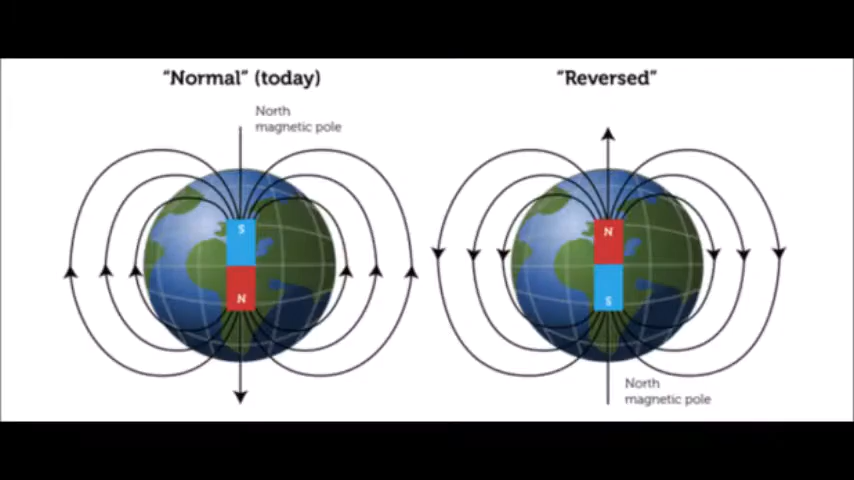 "Normal" (today)
"Reversed"
North
magnetic pole
S
N
N
S
North
magnetic pole